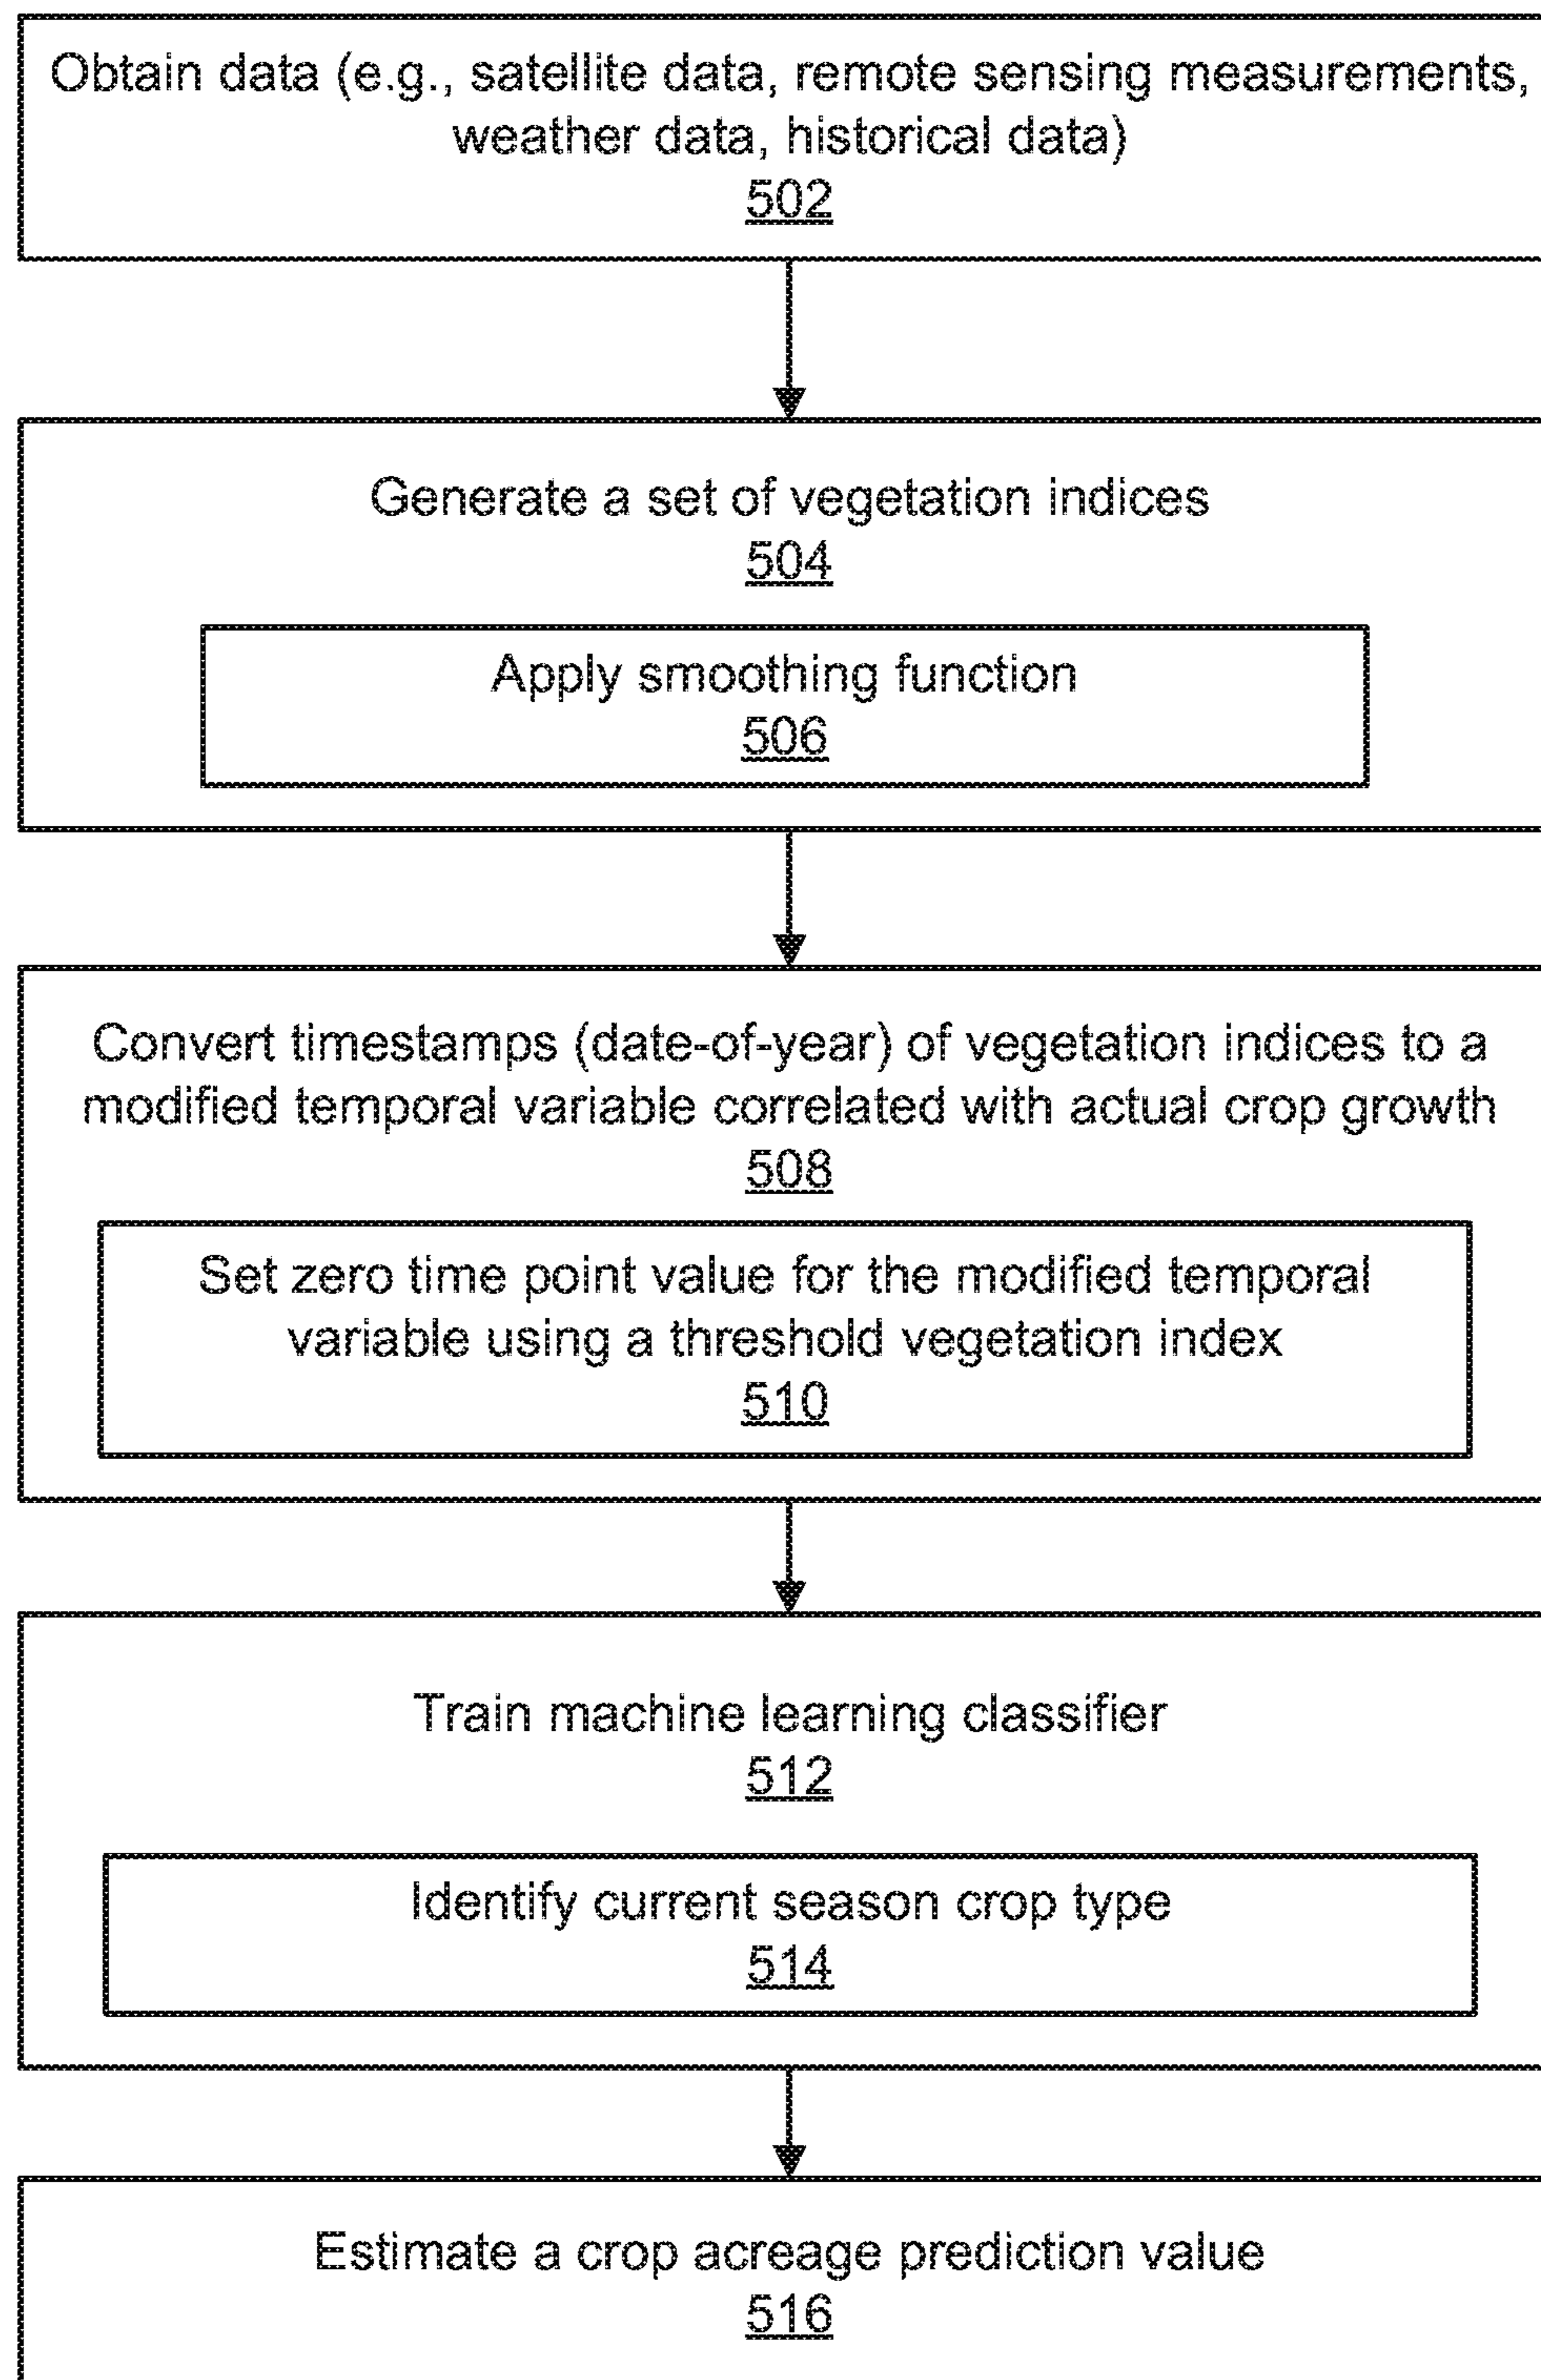 Obtain data (e.g., satellite data, remote sensing measurements,
weather data, historical data)
502
Generate a set of vegetation indices
504
Apply smoothing function
506
Convert timestamps (date-of-year) of vegetation indices to a
modified temporal variable correlated with actual crop growth
508
Set zero time point value for the modified temporal
variable using a threshold vegetation index
510
Train machine learning classifier
512
Identify current season crop type
514
Estimate a crop acreage prediction value
516